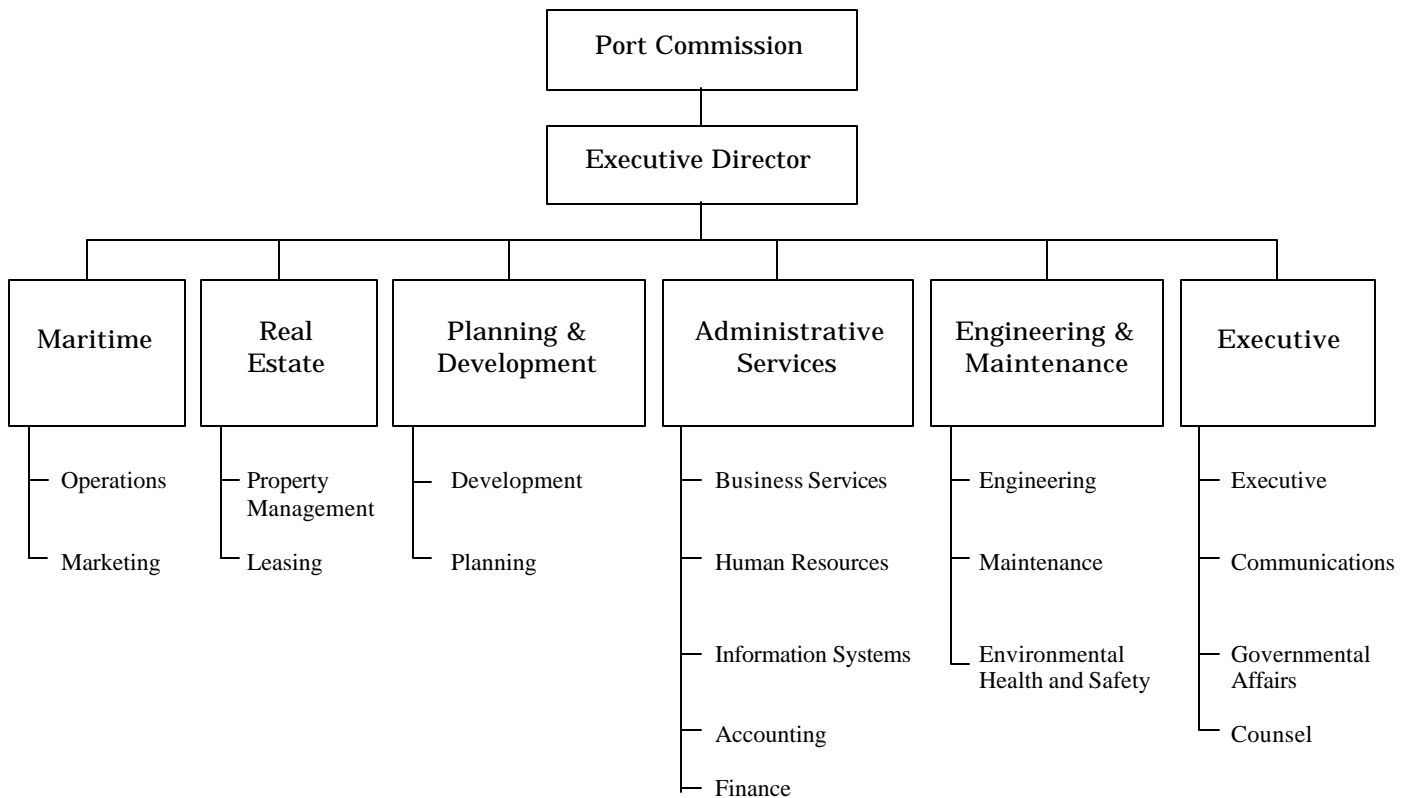 Port Commission
Executive Director
Maritime
Real
Estate
Planning &
Development
Administrative
Services
Engineering &
Maintenance
Executive
Operations
Marketing
Property
Management
Leasing
Development
Planning
Business Services
Human Resources
Information Systems
Accounting
Finance
Engineering
Maintenance
Environmental
Health and Safety
Executive
Communications
Governmental
Affairs
Counsel